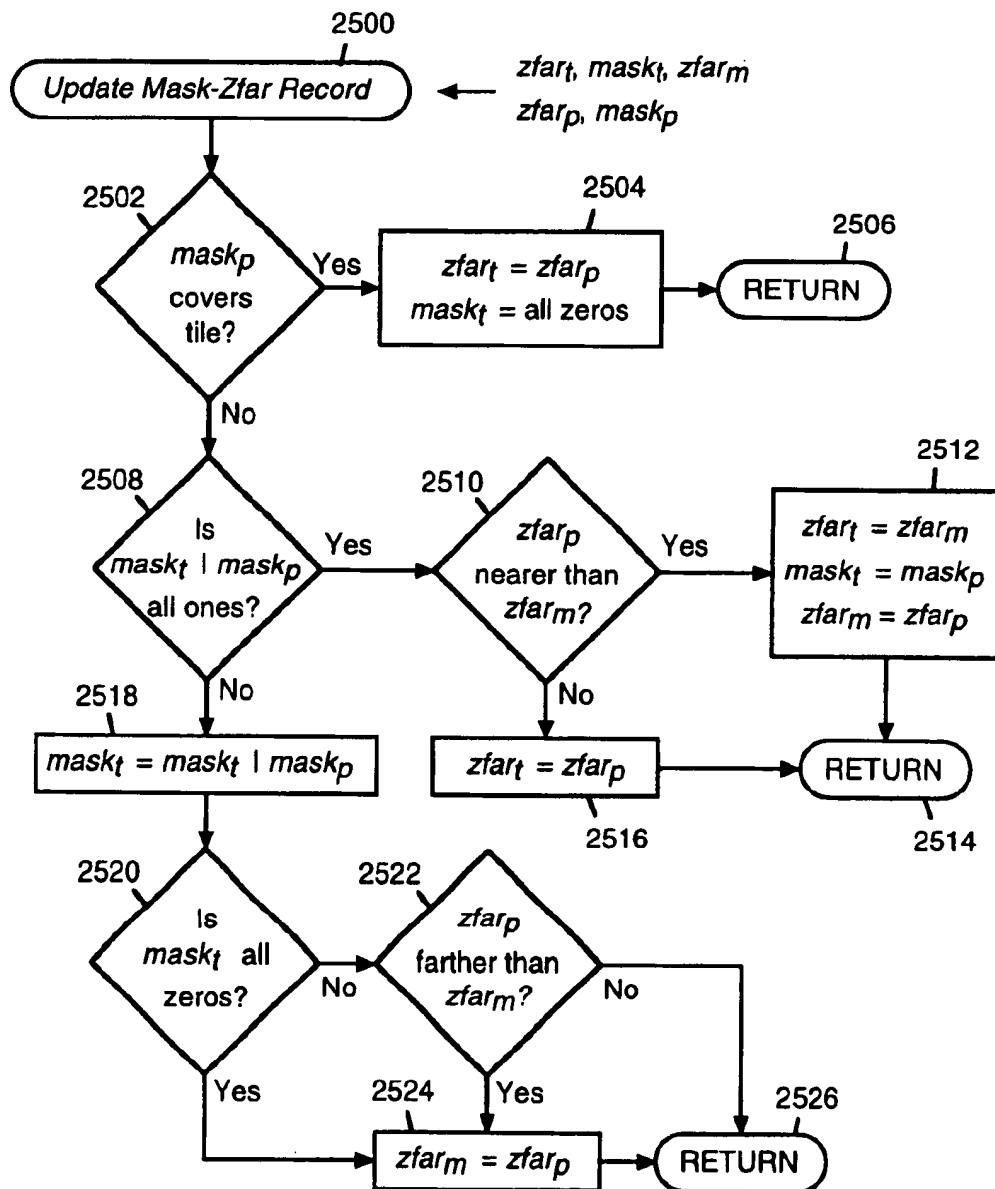 2500
Update Mask-Zfar Record
zfart, maskt, zfarm
zfarp, maskp
2502
maskp
covers
tile?
Yes
No
2504
zfart = zfarp
maskt = all zeros
2506
RETURN
2508
Is
maskt | maskp
all ones?
Yes
No
2510
zfarp
nearer than
zfarm?
Yes
No
2512
zfart = zfarm
maskt = maskp
zfarm = zfarp
2518
maskt = maskt | maskp
zfart = zfarp
2516
RETURN
2514
2520
Is
maskt all
zeros?
No
Yes
2522
zfarp
farther than
zfarm?
No
Yes
2524
zfarm = zfarp
2526
RETURN